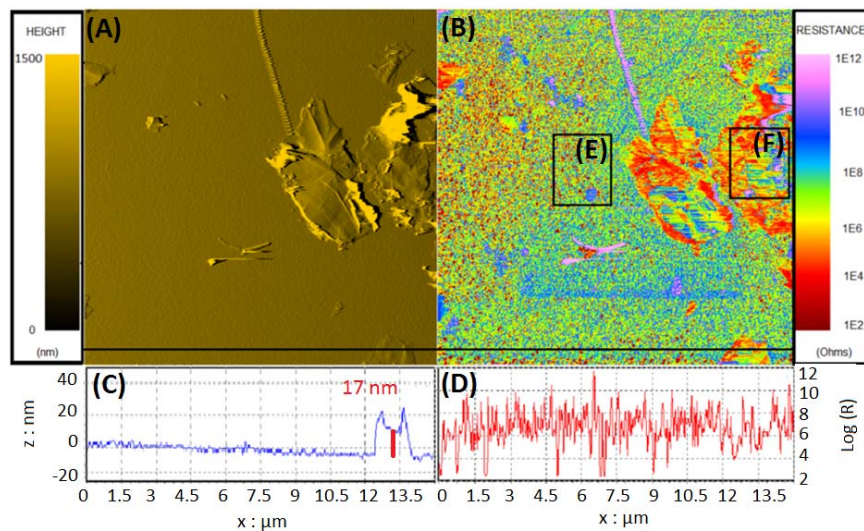 HEIGHT
1500
0
(nm)
(A)
(B)
(E)
(F)
RESISTANCE
1E12
1E10
1E8
1E6
1E4
1E2
(Ohms)
(C)
17 nm
40
20
0
-20
z : nm
0 1.5 3 4.5 6 7.5 9 10.5 12 13.5
x : µm
(D)
12
10
8
6
4
2
Log (R)
0 1.5 3 4.5 6 7.5 9 10.5 12 13.5
x : µm